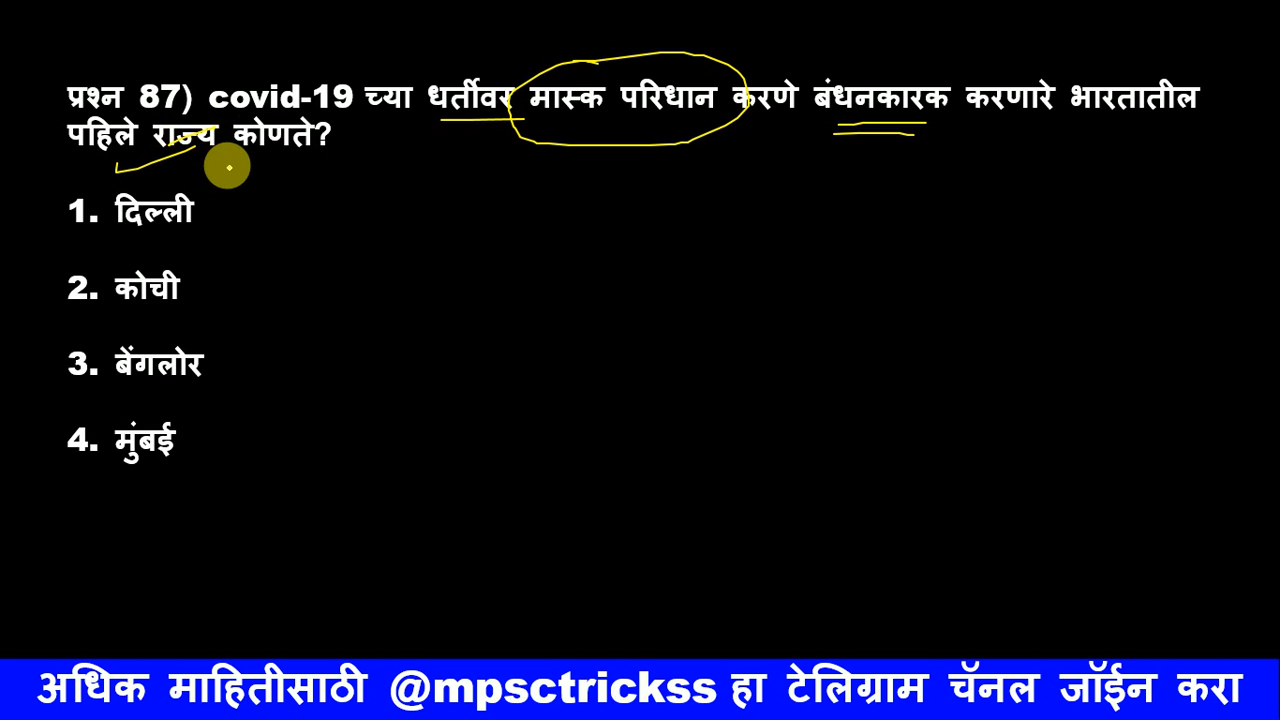 प्रश्न 87) covid-19 च्या धर्तीवर मास्क परिधान करणे बंधनकारक करणारे भारतातील
पहिले राज्य कोणते?
1. दिल्ली
2. कोची
3. बेंगलोर
4. मुंबई
अधिक माहितीसाठी @mpsctrickss हा टेलिग्राम चॅनल जॉईन करा